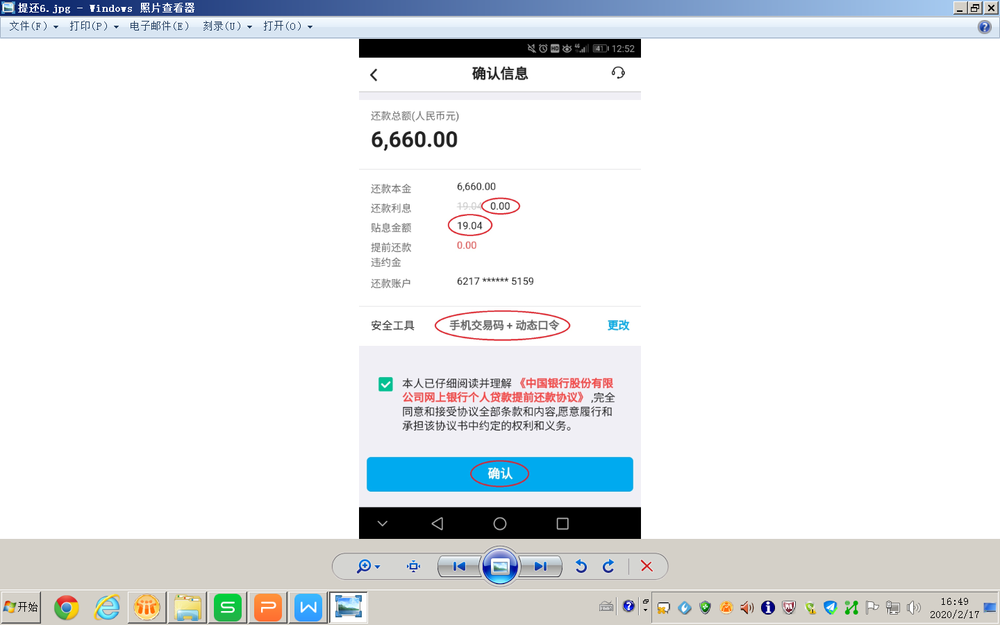 提还6.jpg - Windows 照片查看器
文件(F) 打印(P) 电子邮件(E) 刻录(U) 打开(O)
4G HD 41 12:52
确认信息
还款总额(人民币元)
6,660.00
还款本金 6,660.00
还款利息 19.04 0.00
贴息金额 19.04
提前还款 0.00
违约金
还款账户 6217 ****** 5159
安全工具 手机交易码 + 动态口令 更改
本人已仔细阅读并理解 《中国银行股份有限
公司网上银行个人贷款提前还款协议》 ,完全
同意和接受协议全部条款和内容,愿意履行和
承担该协议书中约定的权利和义务。
确认
开始 S P W 16:49
2020/2/17